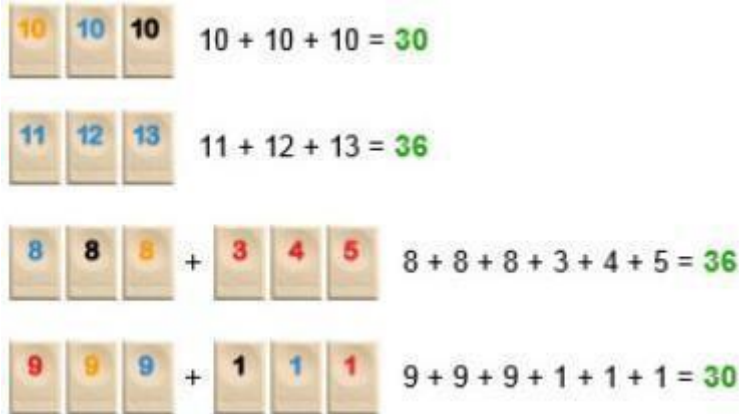 10 10 10 10 + 10 + 10 = 30
11 12 13 11 + 12 + 13 = 36
8 8 8 + 3 4 5 8 + 8 + 8 + 3 + 4 + 5 = 36
9 9 9 + 1 1 1 9 + 9 + 9 + 1 + 1 + 1 = 30